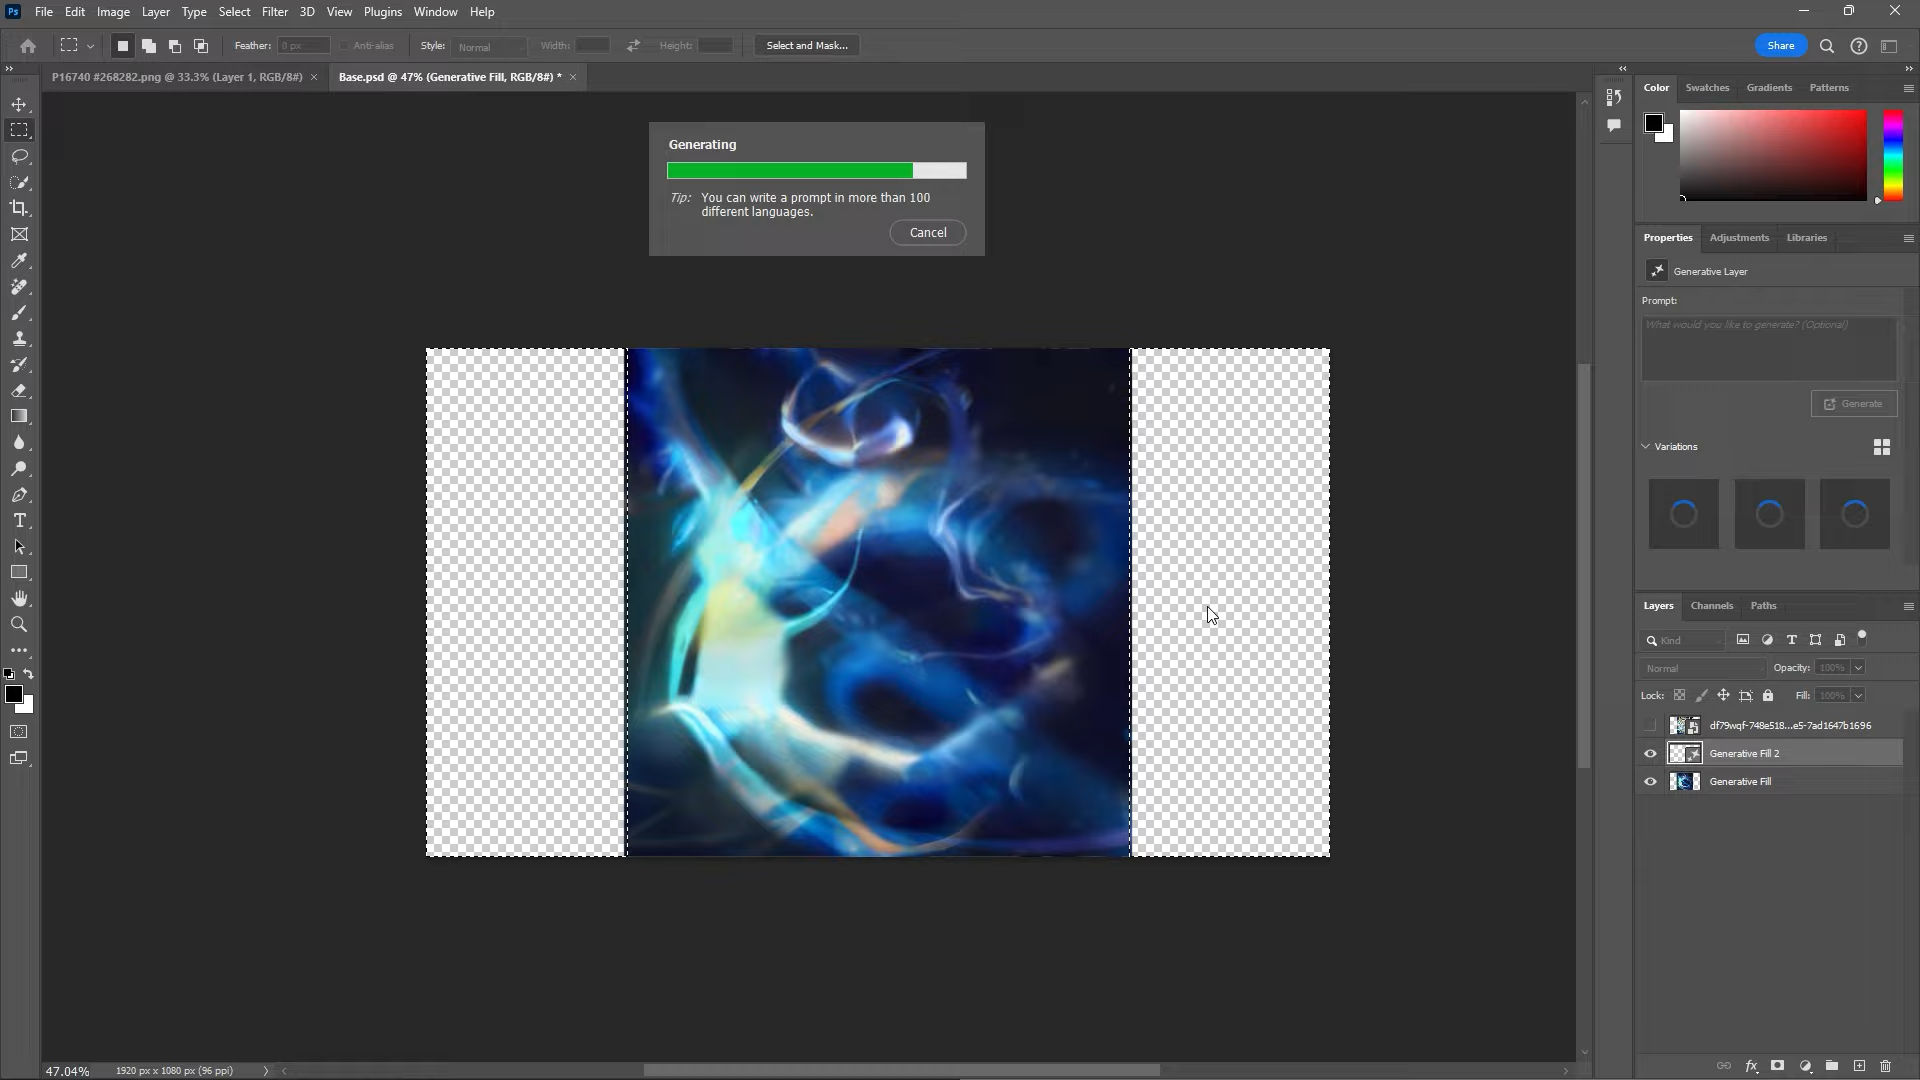 Ps File Edit Image Layer Type Select Filter 3D View Plugins Window Help
Feather: 0 px Anti-alias Style: Normal Width: Height: Select and Mask... Share
P16740 #268282.png @ 33.3% (Layer 1, RGB/8#) × Base.psd @ 47% (Generative Fill, RGB/8#) * ×
Color Swatches Gradients Patterns
Generating
Tip: You can write a prompt in more than 100
different languages.
Cancel
Properties Adjustments Libraries
Generative Layer
Prompt:
What would you like to generate? (Optional)
Generate
Variations
Layers Channels Paths
Kind
Normal Opacity: 100%
Lock: Fill: 100%
df79wqf-748e518...e5-7ad1647b1696
Generative Fill 2
Generative Fill
47.04% 1920 px x 1080 px (96 ppi)